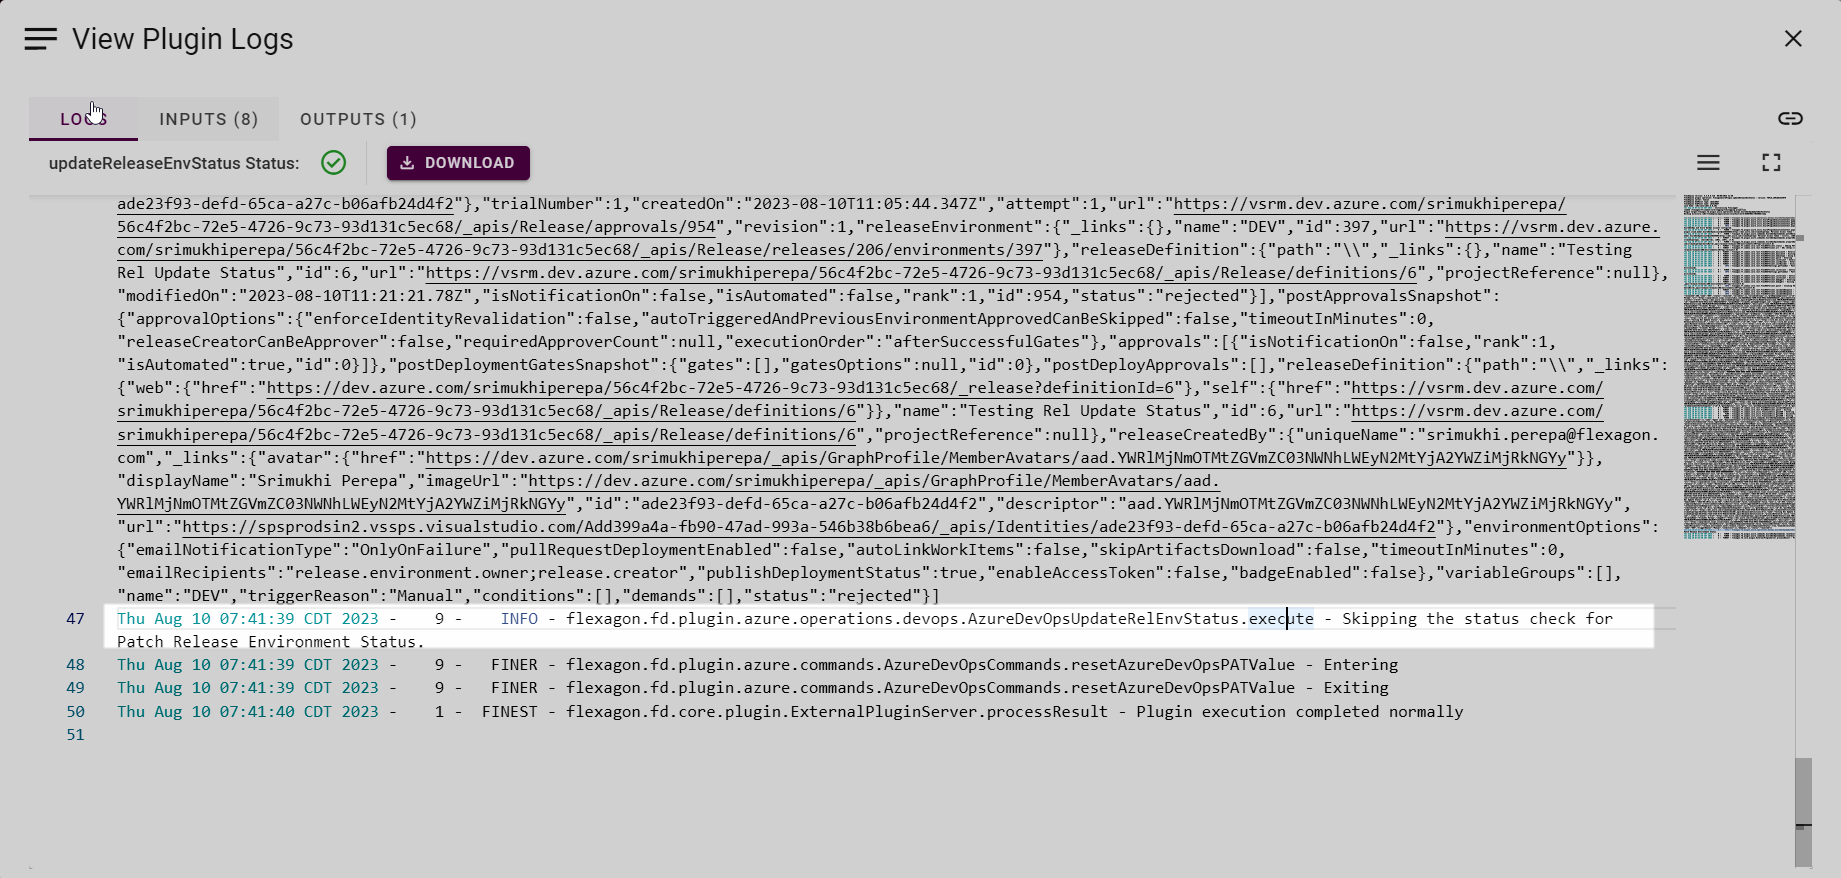 View Plugin Logs
LOGS INPUTS (8) OUTPUTS (1)
updateReleaseEnvStatus Status: DOWNLOAD
ade23f93-defd-65ca-a27c-b06afb24d4f2"},"trialNumber":1,"createdOn":"2023-08-10T11:05:44.347Z","attempt":1,"url":"https://vsrm.dev.azure.com/srimukhiperepa/
56c4f2bc-72e5-4726-9c73-93d131c5ec68/_apis/Release/approvals/954","revision":1,"releaseEnvironment":{"_links":{},"name":"DEV","id":397,"url":"https://vsrm.dev.azure.
com/srimukhiperepa/56c4f2bc-72e5-4726-9c73-93d131c5ec68/_apis/Release/releases/206/environments/397"},"releaseDefinition":{"path":"\\","_links":{},"name":"Testing
Rel Update Status","id":6,"url":"https://vsrm.dev.azure.com/srimukhiperepa/56c4f2bc-72e5-4726-9c73-93d131c5ec68/_apis/Release/definitions/6","projectReference":null},
"modifiedOn":"2023-08-10T11:21:21.78Z","isNotificationOn":false,"isAutomated":false,"rank":1,"id":954,"status":"rejected"}],"postApprovalsSnapshot":
{"approvalOptions":{"enforceIdentityRevalidation":false,"autoTriggeredAndPreviousEnvironmentApprovedCanBeSkipped":false,"timeoutInMinutes":0,
"releaseCreatorCanBeApprover":false,"requiredApproverCount":null,"executionOrder":"afterSuccessfulGates"},"approvals":[{"isNotificationOn":false,"rank":1,
"isAutomated":true,"id":0}]},"postDeploymentGatesSnapshot":{"gates":[],"gatesOptions":null,"id":0},"postDeployApprovals":[],"releaseDefinition":{"path":"\\","_links":
{"web":{"href":"https://dev.azure.com/srimukhiperepa/56c4f2bc-72e5-4726-9c73-93d131c5ec68/_release?definitionId=6"},"self":{"href":"https://vsrm.dev.azure.com/
srimukhiperepa/56c4f2bc-72e5-4726-9c73-93d131c5ec68/_apis/Release/definitions/6"}},"name":"Testing Rel Update Status","id":6,"url":"https://vsrm.dev.azure.com/
srimukhiperepa/56c4f2bc-72e5-4726-9c73-93d131c5ec68/_apis/Release/definitions/6","projectReference":null},"releaseCreatedBy":{"uniqueName":"srimukhi.perepa@flexagon.
com","_links":{"avatar":{"href":"https://dev.azure.com/srimukhiperepa/_apis/GraphProfile/MemberAvatars/aad.YWRlMjNmOTMtZGVmZC03NWNhLWEyN2MtYjA2YWZiMjRkNGYy"}},
"displayName":"Srimukhi Perepa","imageUrl":"https://dev.azure.com/srimukhiperepa/_apis/GraphProfile/MemberAvatars/aad.
YWRlMjNmOTMtZGVmZC03NWNhLWEyN2MtYjA2YWZiMjRkNGYy","id":"ade23f93-defd-65ca-a27c-b06afb24d4f2","descriptor":"aad.YWRlMjNmOTMtZGVmZC03NWNhLWEyN2MtYjA2YWZiMjRkNGYy",
"url":"https://spsprodsin2.vssps.visualstudio.com/Add399a4a-fb90-47ad-993a-546b38b6bea6/_apis/Identities/ade23f93-defd-65ca-a27c-b06afb24d4f2"},"environmentOptions":
{"emailNotificationType":"OnlyOnFailure","pullRequestDeploymentEnabled":false,"autoLinkWorkItems":false,"skipArtifactsDownload":false,"timeoutInMinutes":0,
"emailRecipients":"release.environment.owner;release.creator","publishDeploymentStatus":true,"enableAccessToken":false,"badgeEnabled":false},"variableGroups":[],
"name":"DEV","triggerReason":"Manual","conditions":[],"demands":[],"status":"rejected"}]
47 Thu Aug 10 07:41:39 CDT 2023 - 9 - INFO - flexagon.fd.plugin.azure.operations.devops.AzureDevOpsUpdateRelEnvStatus.execute - Skipping the status check for
Patch Release Environment Status.
48 Thu Aug 10 07:41:39 CDT 2023 - 9 - FINER - flexagon.fd.plugin.azure.commands.AzureDevOpsCommands.resetAzureDevOpsPATValue - Entering
49 Thu Aug 10 07:41:39 CDT 2023 - 9 - FINER - flexagon.fd.plugin.azure.commands.AzureDevOpsCommands.resetAzureDevOpsPATValue - Exiting
50 Thu Aug 10 07:41:40 CDT 2023 - 1 - FINEST - flexagon.fd.core.plugin.ExternalPluginServer.processResult - Plugin execution completed normally
51